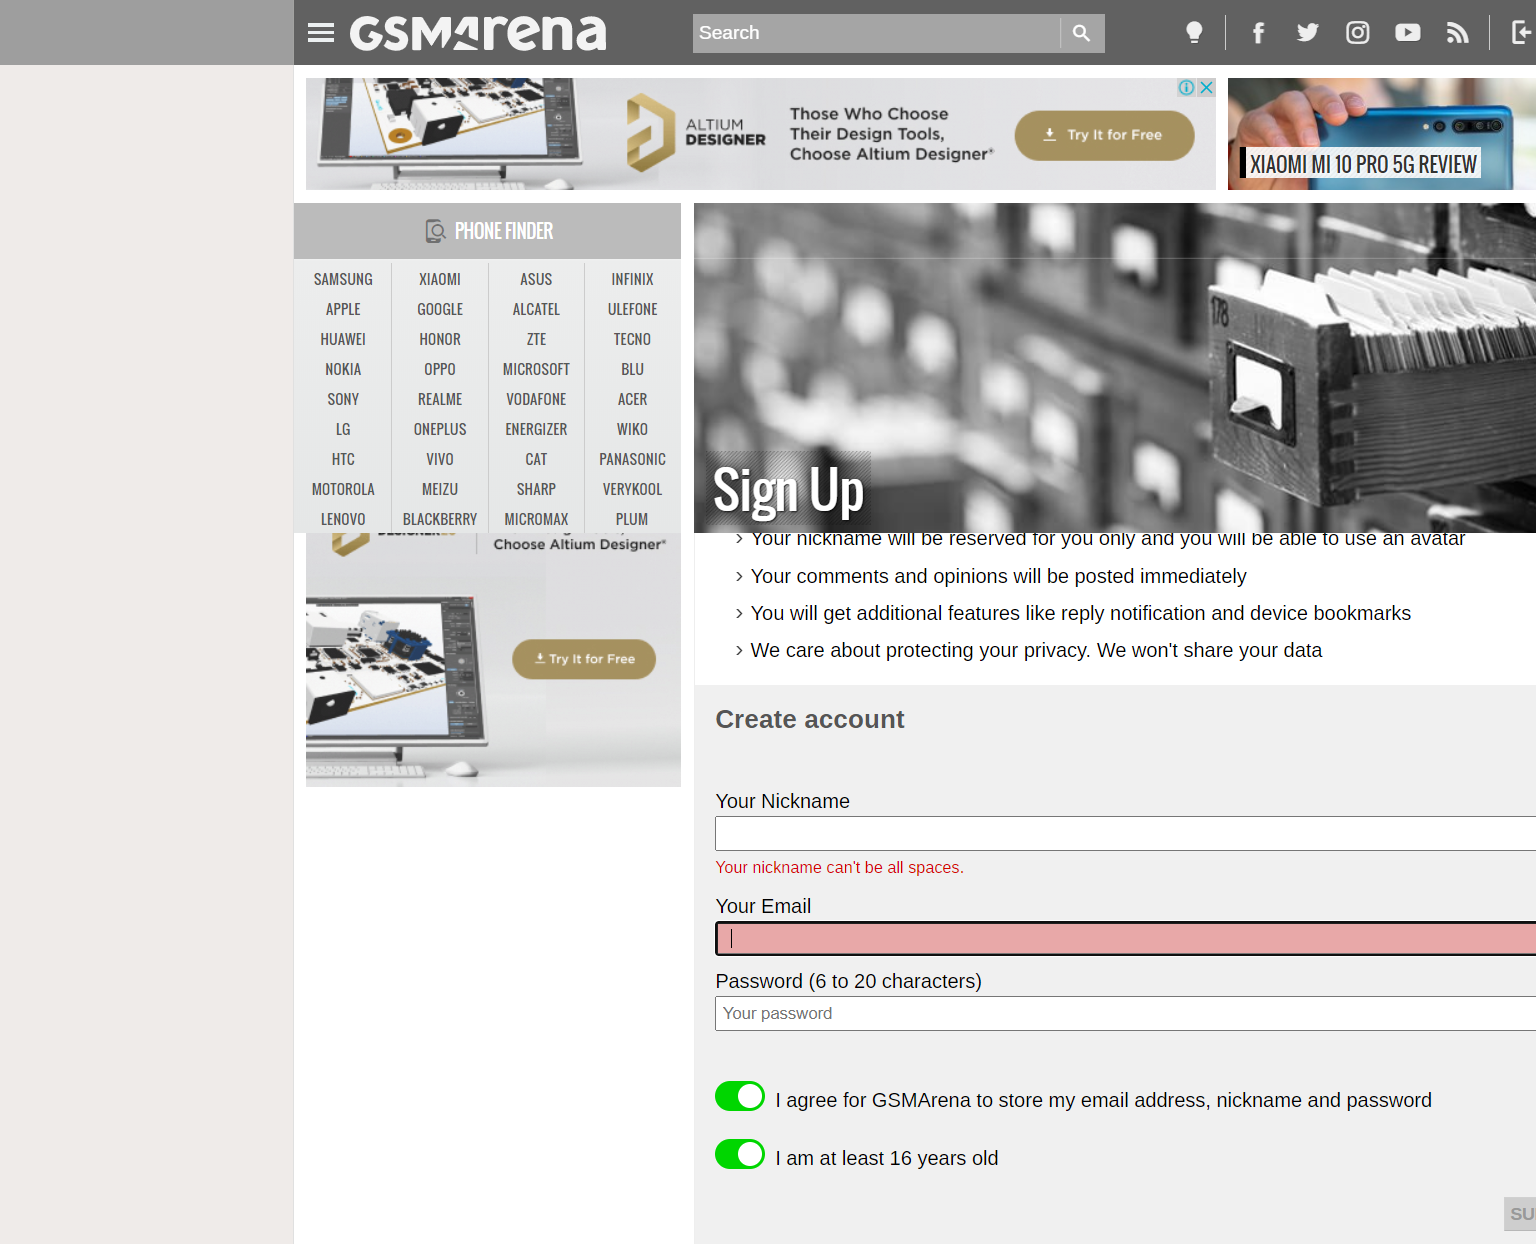 GSMArena
Search
ALTIUM
DESIGNER
Those Who Choose
Their Design Tools,
Choose Altium Designer®
Try It for Free
XIAOMI MI 10 PRO 5G REVIEW
PHONE FINDER
SAMSUNG XIAOMI ASUS INFINIX
APPLE GOOGLE ALCATEL ULEFONE
HUAWEI HONOR ZTE TECNO
NOKIA OPPO MICROSOFT BLU
SONY REALME VODAFONE ACER
LG ONEPLUS ENERGIZER WIKO
HTC VIVO CAT PANASONIC
MOTOROLA MEIZU SHARP VERYKOOL
LENOVO BLACKBERRY MICROMAX PLUM
178
Sign Up
Choose Altium Designer®
Try It for Free
› Your nickname will be reserved for you only and you will be able to use an avatar
› Your comments and opinions will be posted immediately
› You will get additional features like reply notification and device bookmarks
› We care about protecting your privacy. We won't share your data
Create account
Your Nickname
Your nickname can't be all spaces.
Your Email
Password (6 to 20 characters)
Your password
I agree for GSMArena to store my email address, nickname and password
I am at least 16 years old
SU